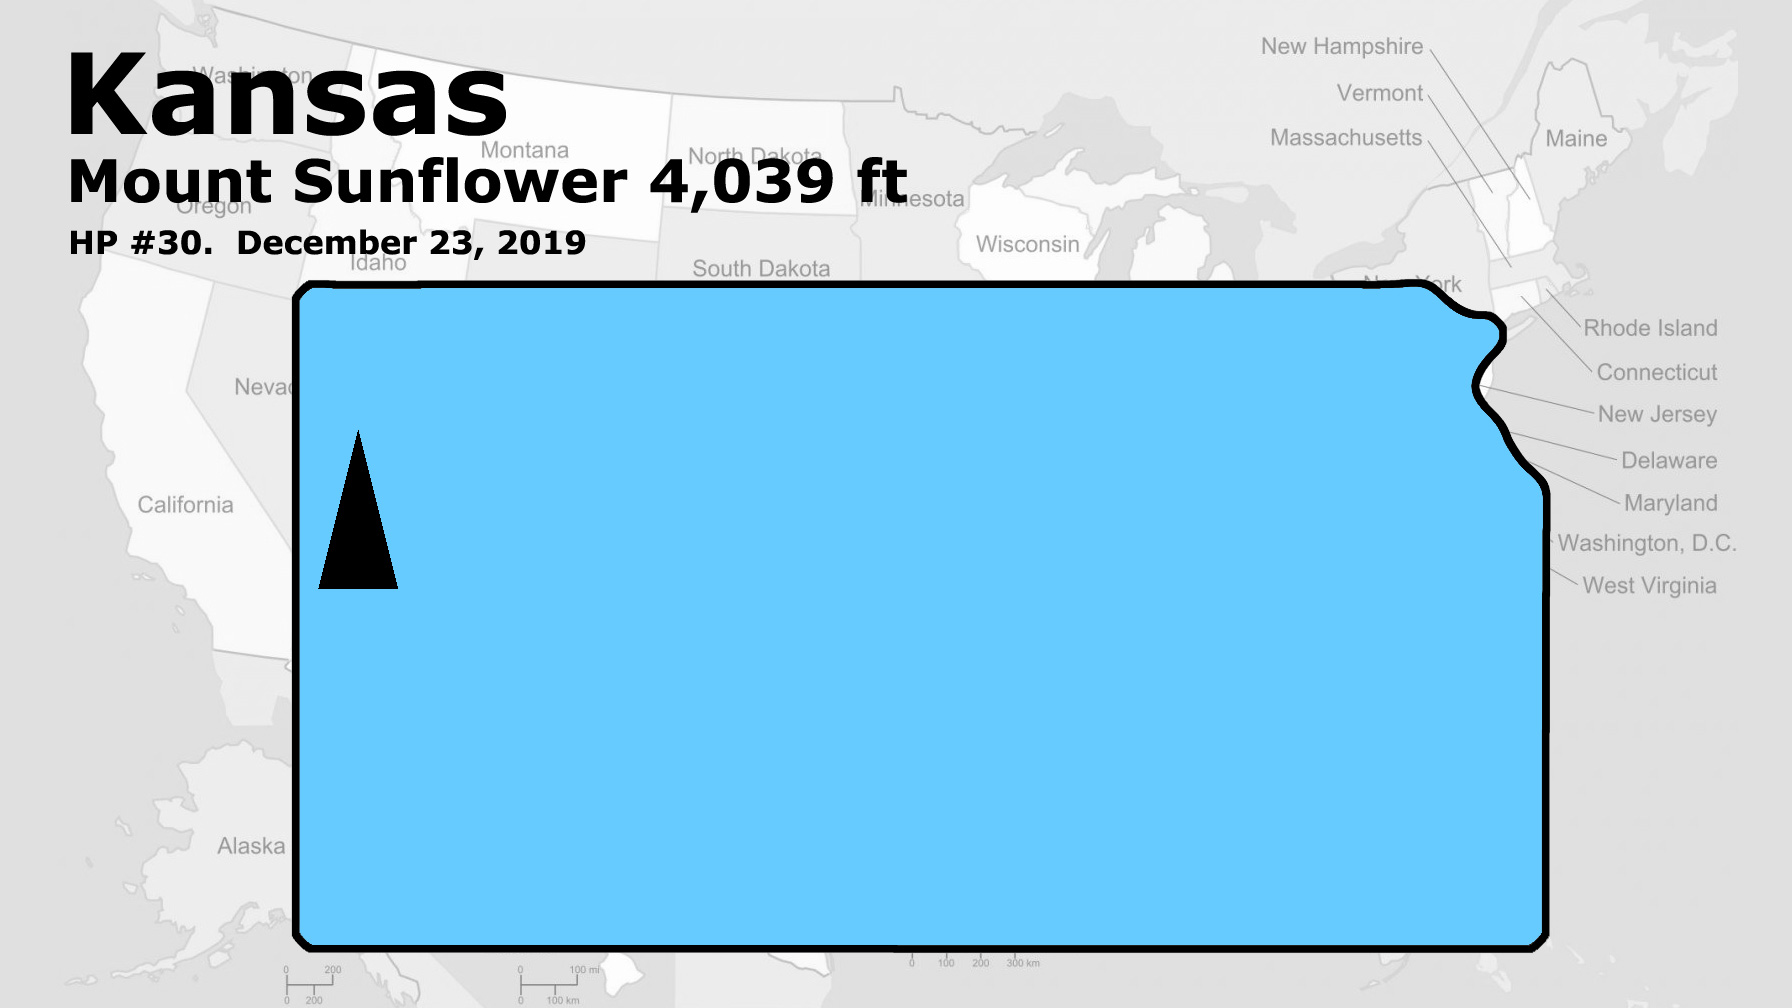 Kansas
Mount Sunflower 4,039 ft
HP #30.  December 23, 2019
Washington
Montana
North Dakota
Minnesota
Oregon
Idaho
South Dakota
Wisconsin
New Hampshire
Vermont
Massachusetts
Maine
New York
Rhode Island
Connecticut
New Jersey
Delaware
Maryland
Washington, D.C.
West Virginia
Nevad
California
Alaska
0 200
0 200
0 100 mi
0 100 km
0 100 200 300 km